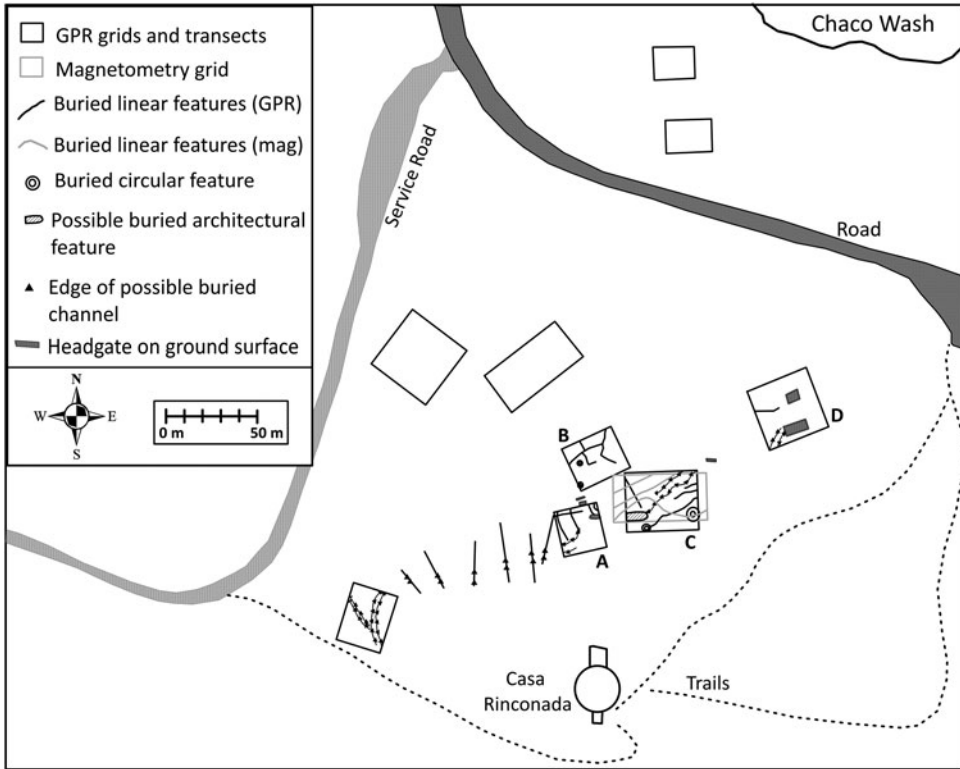 GPR grids and transects
Magnetometry grid
Buried linear features (GPR)
Buried linear features (mag)
Buried circular feature
Possible buried architectural
feature
Edge of possible buried
channel
Headgate on ground surface
N
W
E
S
0 m
50 m
Chaco Wash
Service Road
Road
B
D
A
C
Casa
Rinconada
Trails